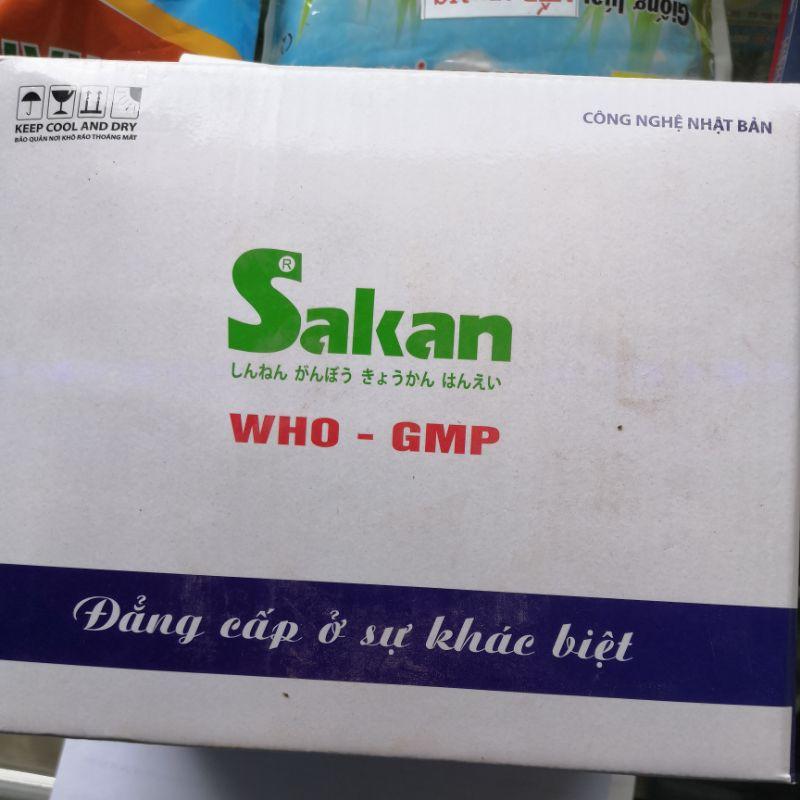 Giống lúa
KEEP COOL AND DRY
BẢO QUẢN NƠI KHÔ RÁO THOÁNG MÁT
CÔNG NGHỆ NHẬT BẢN
Sakan®
しんねん がんぼう きょうかん はんえい
WHO - GMP
Đẳng cấp ở sự khác biệt